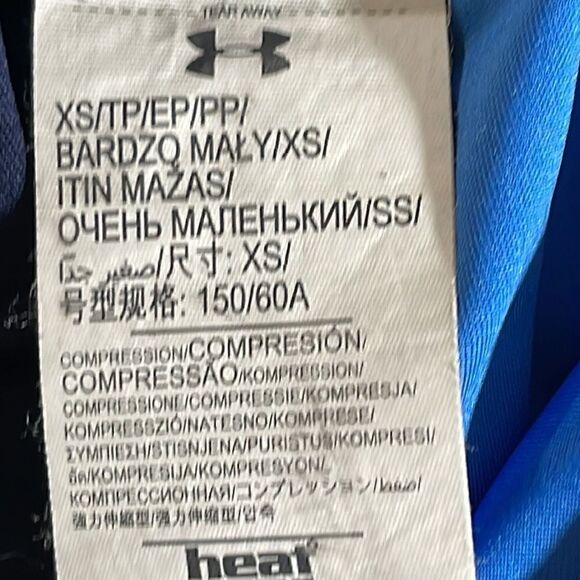 TEAR AWAY
XS/TP/EP/PP/
BARDZO MAŁY/XS/
ITIN MAŽAS/
ОЧЕНЬ МАЛЕНЬКИЙ/SS/
صغير جدًا/尺寸: XS/
号型规格: 150/60A
COMPRESSION/COMPRESIÓN/
COMPRESSÃO/KOMPRESSION/
COMPRESSIONE/COMPRESSIE/KOMPRESJA/
KOMPRESSZIÓ/NATESNO/KOMPRESE/
ΣΥΜΠΙΕΣΗ/STISNJENA/PURISTUS/KOMPRESI/
/KOMPRESIJA/KOMPRESYON/
КОМПРЕССИОННАЯ/コンプレッション/ضغط/
強力伸縮型/强力伸缩型/압축
heat